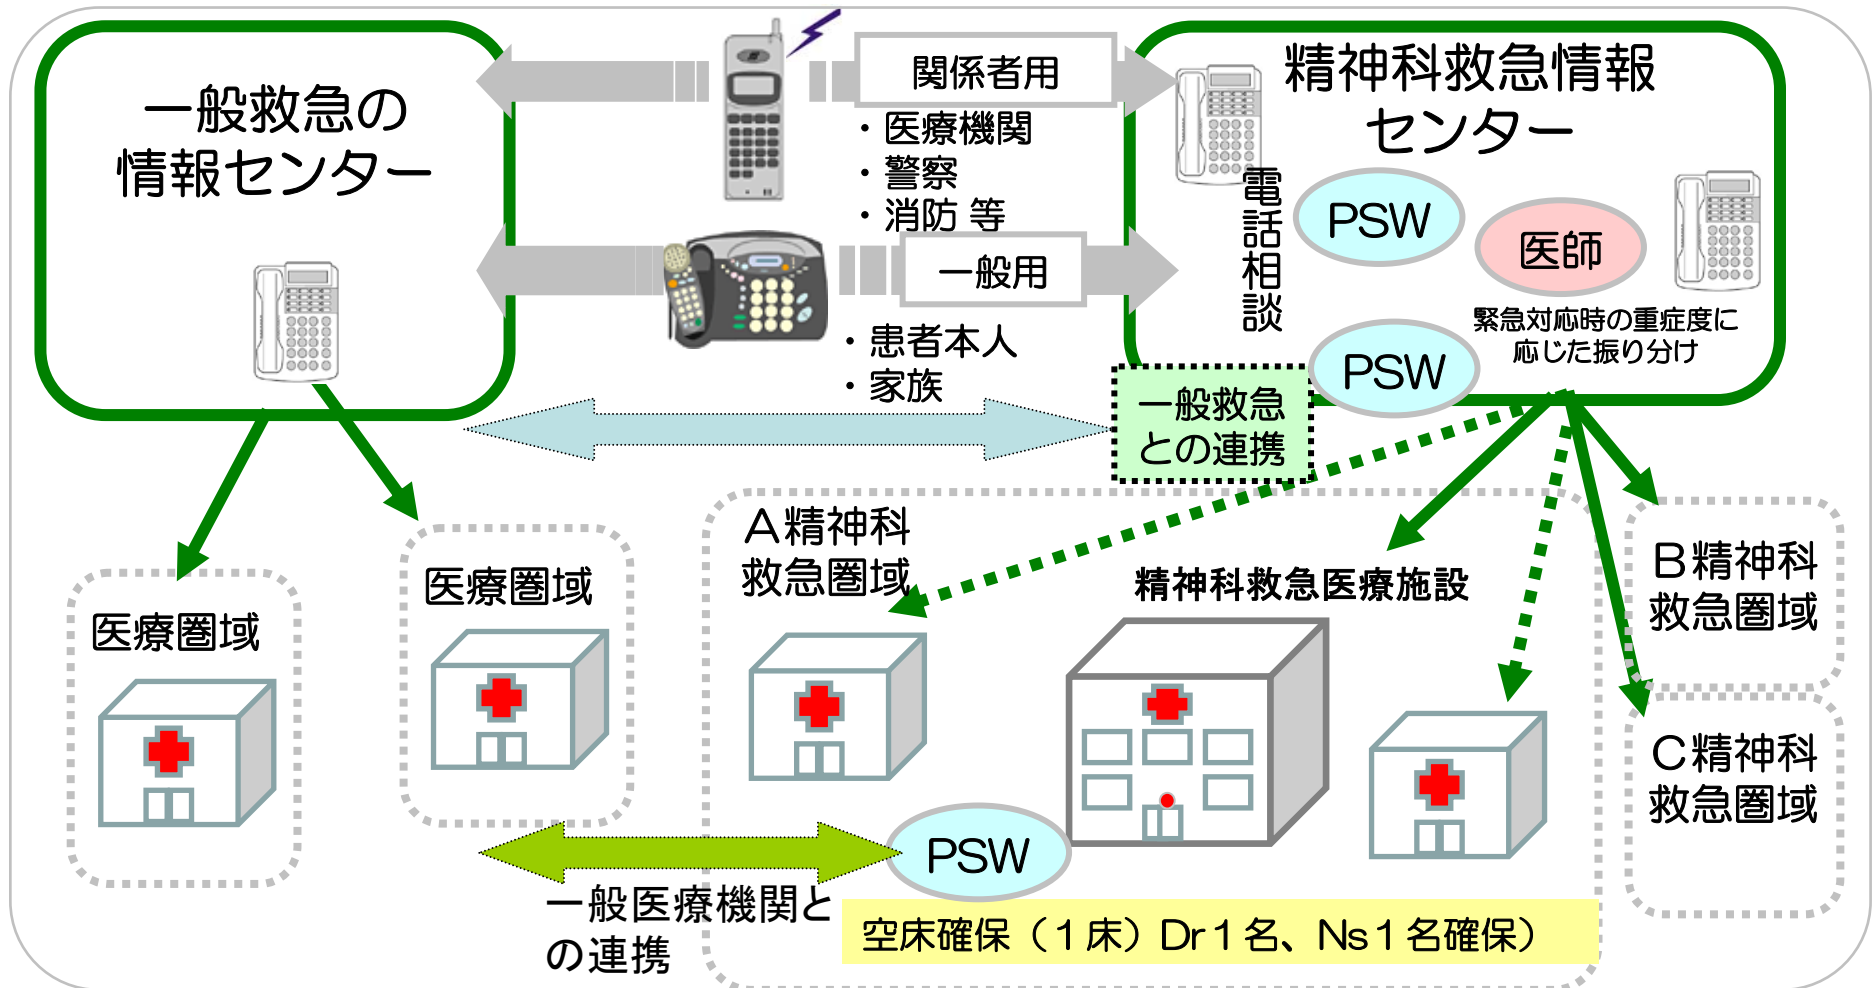 一般救急の
情報センター
関係者用
・医療機関
・警察
・消防 等
一般用
・患者本人
・家族
精神科救急情報
センター
電話相談
PSW
医師
緊急対応時の重症度に
応じた振り分け
PSW
一般救急
との連携
医療圏域
医療圏域
A精神科
救急圏域
精神科救急医療施設
B精神科
救急圏域
C精神科
救急圏域
PSW
一般医療機関と
の連携
空床確保（１床）Dr１名、Ns１名確保）